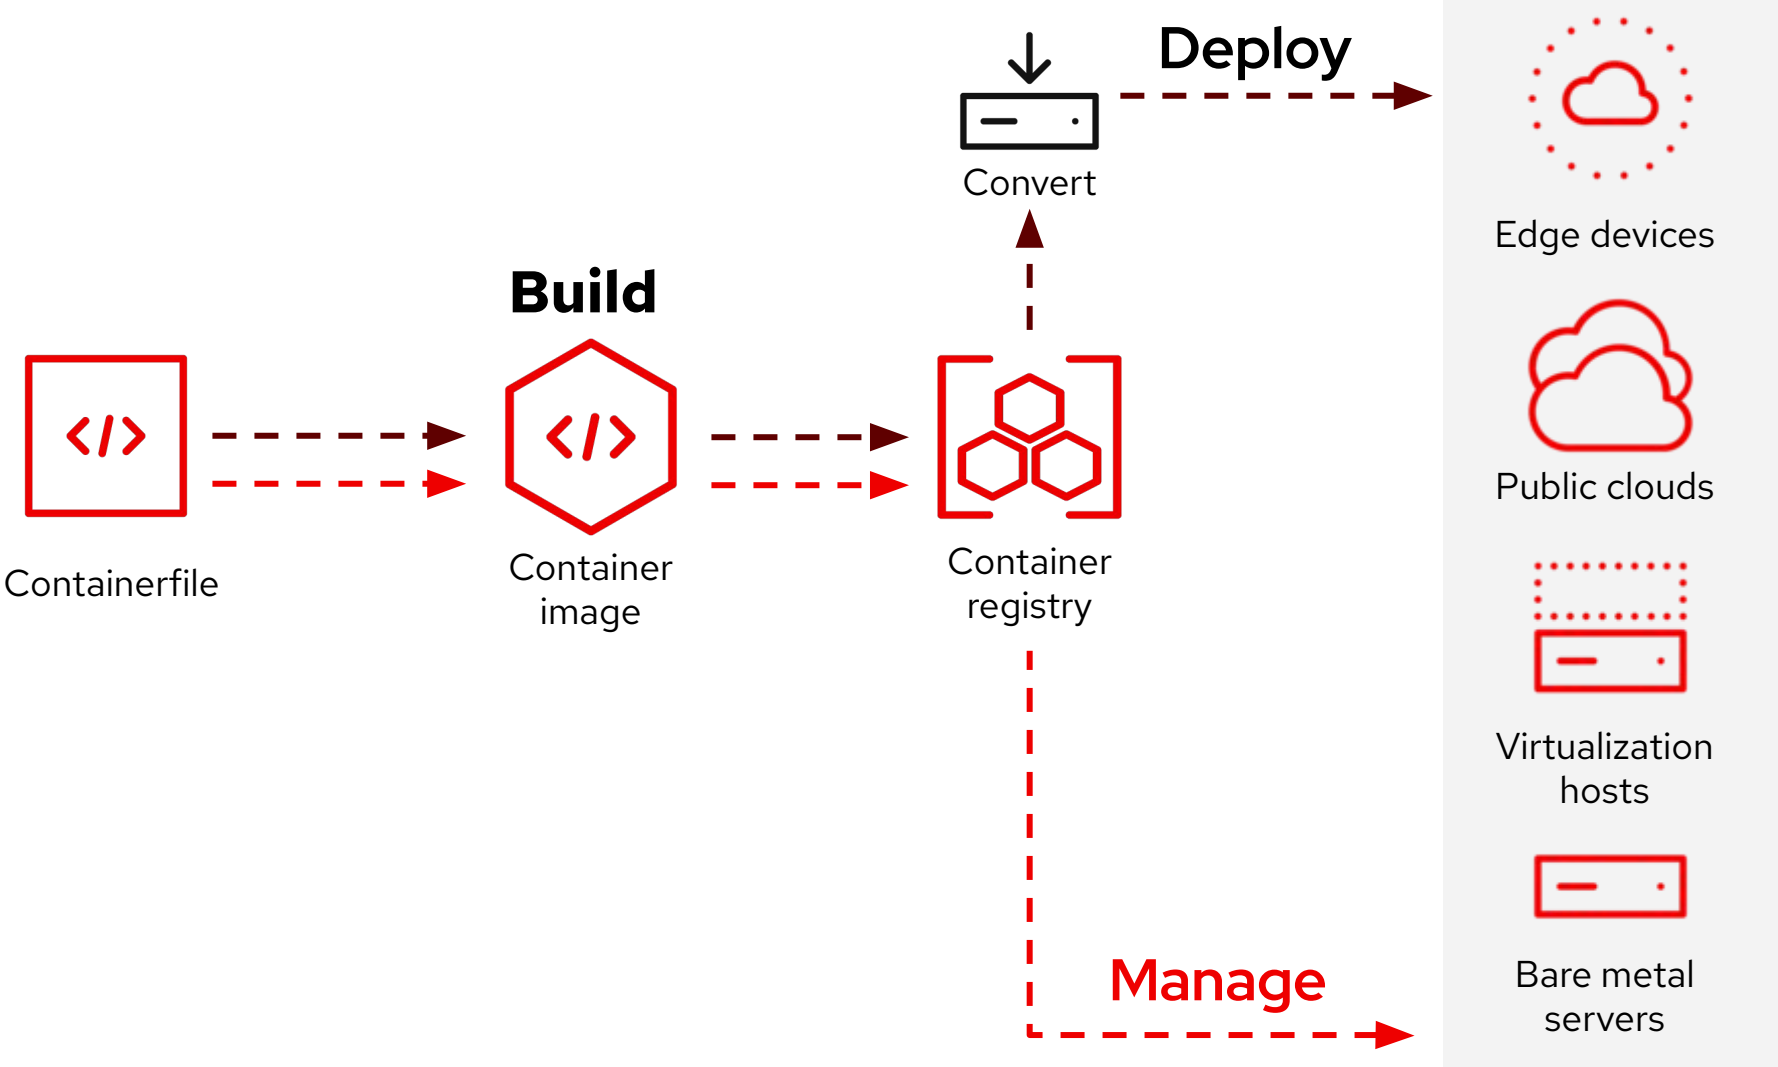 Deploy
Convert
Edge devices
Build
Containerfile
Container
image
Container
registry
Public clouds
Virtualization
hosts
Manage
Bare metal
servers